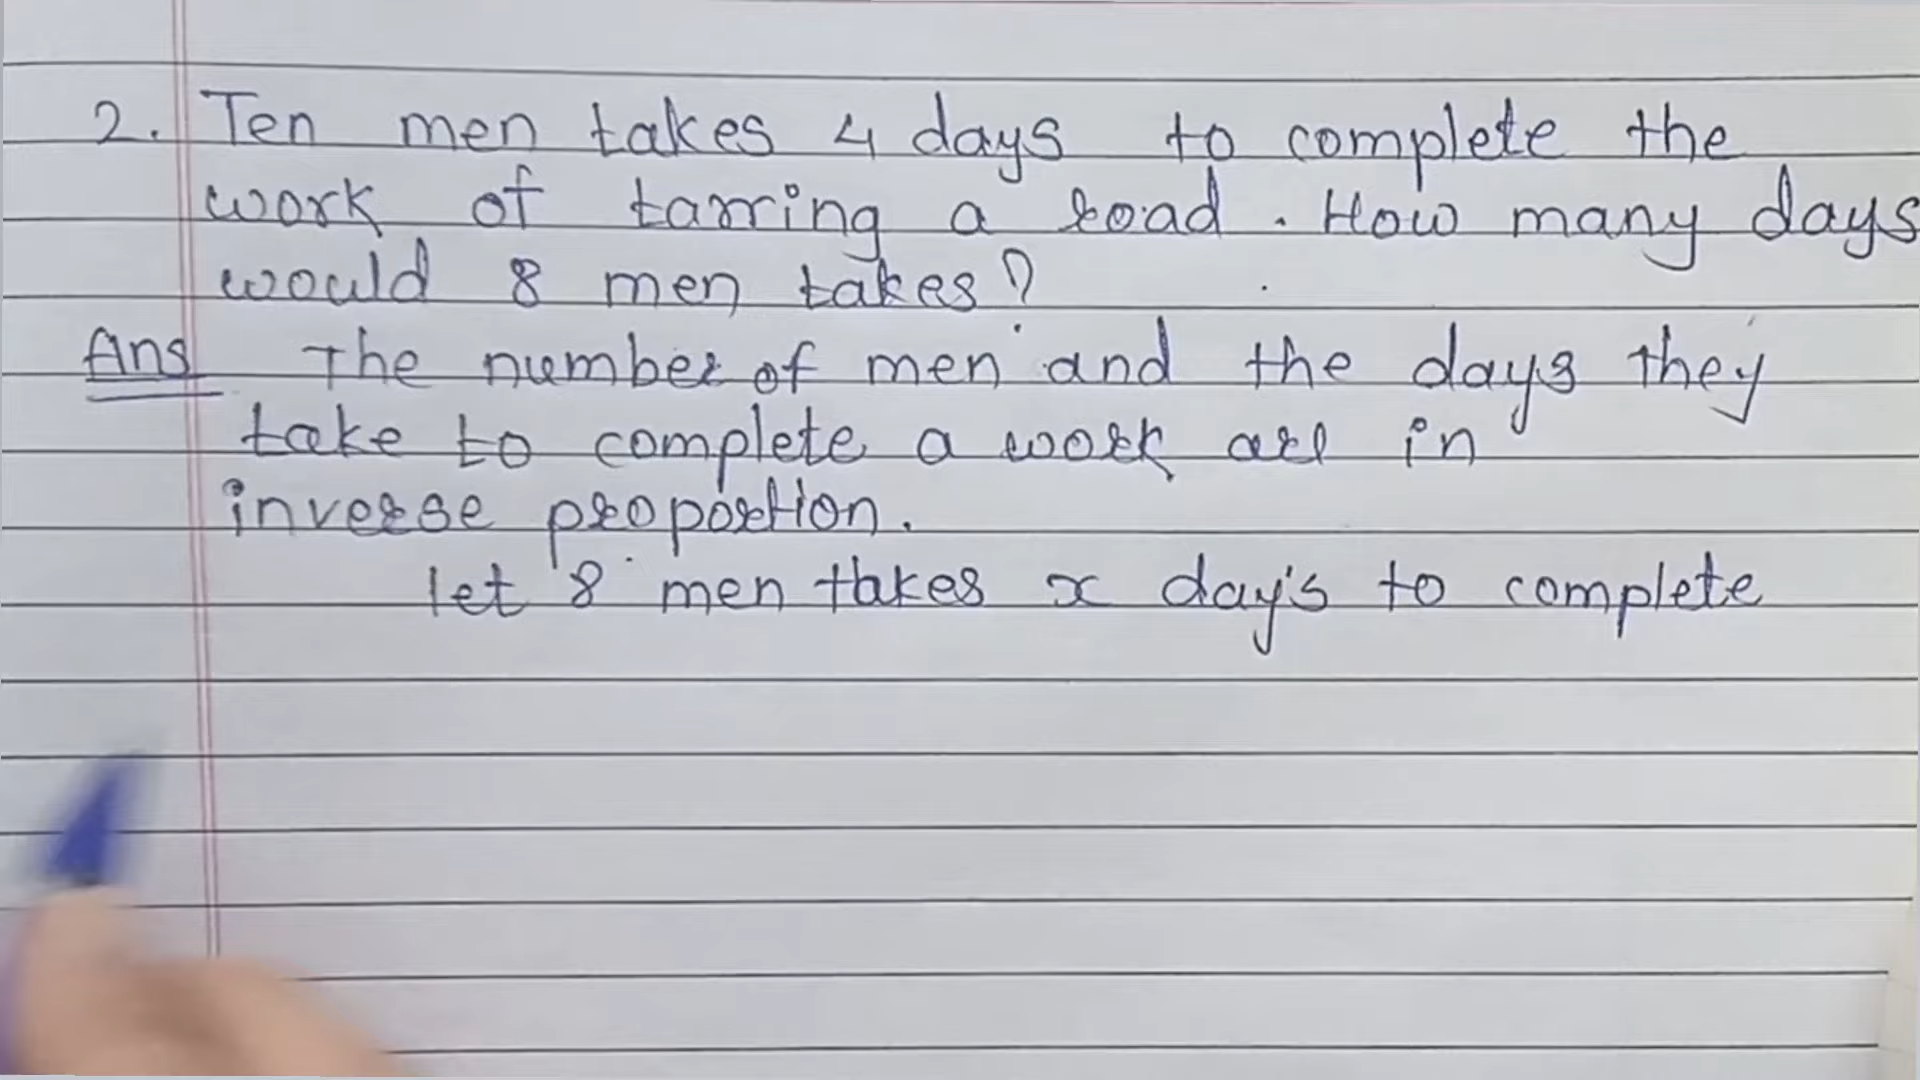 2. Ten men takes 4 days to complete the
work of tarring a road. How many days
would 8 men takes?
Ans The number of men and the days they
take to complete a work are in
inverse proportion.
let 8 men takes x day's to complete